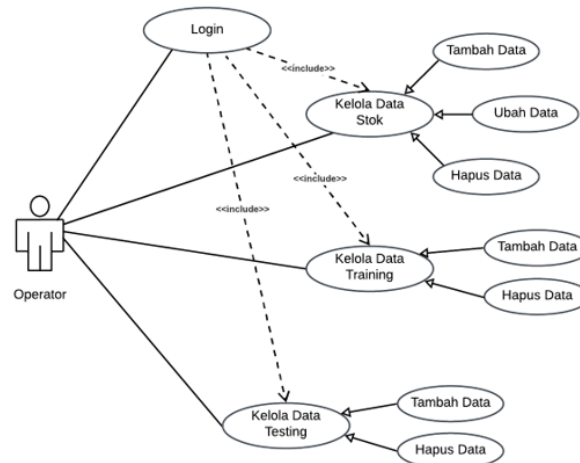 Login
<<include>>
Tambah Data
Kelola Data
Stok
Ubah Data
Hapus Data
<<include>>
<<include>>
Operator
Kelola Data
Training
Tambah Data
Hapus Data
Kelola Data
Testing
Tambah Data
Hapus Data